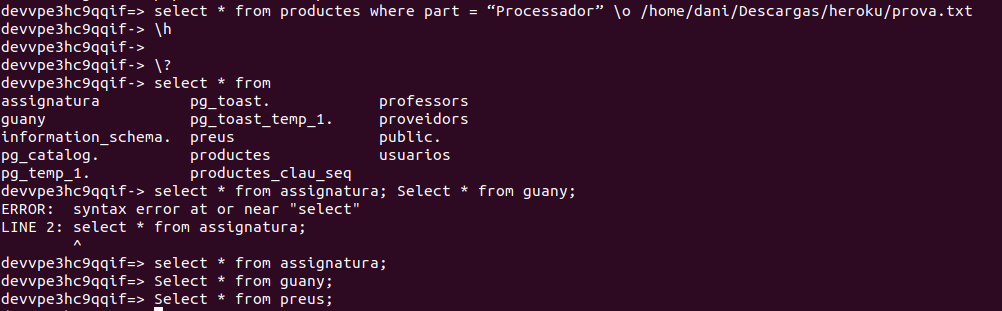 devvpe3hc9qqif=> select * from productes where part = “Processador” \o /home/dani/Descargas/heroku/prova.txt
devvpe3hc9qqif-> \h
devvpe3hc9qqif->
devvpe3hc9qqif-> \?
devvpe3hc9qqif-> select * from
assignatura pg_toast. professors
guany pg_toast_temp_1. proveidors
information_schema. preus public.
pg_catalog. productes usuarios
pg_temp_1. productes_clau_seq
devvpe3hc9qqif-> select * from assignatura; Select * from guany;
ERROR: syntax error at or near "select"
LINE 2: select * from assignatura;
^
devvpe3hc9qqif=> select * from assignatura;
devvpe3hc9qqif=> Select * from guany;
devvpe3hc9qqif=> Select * from preus;